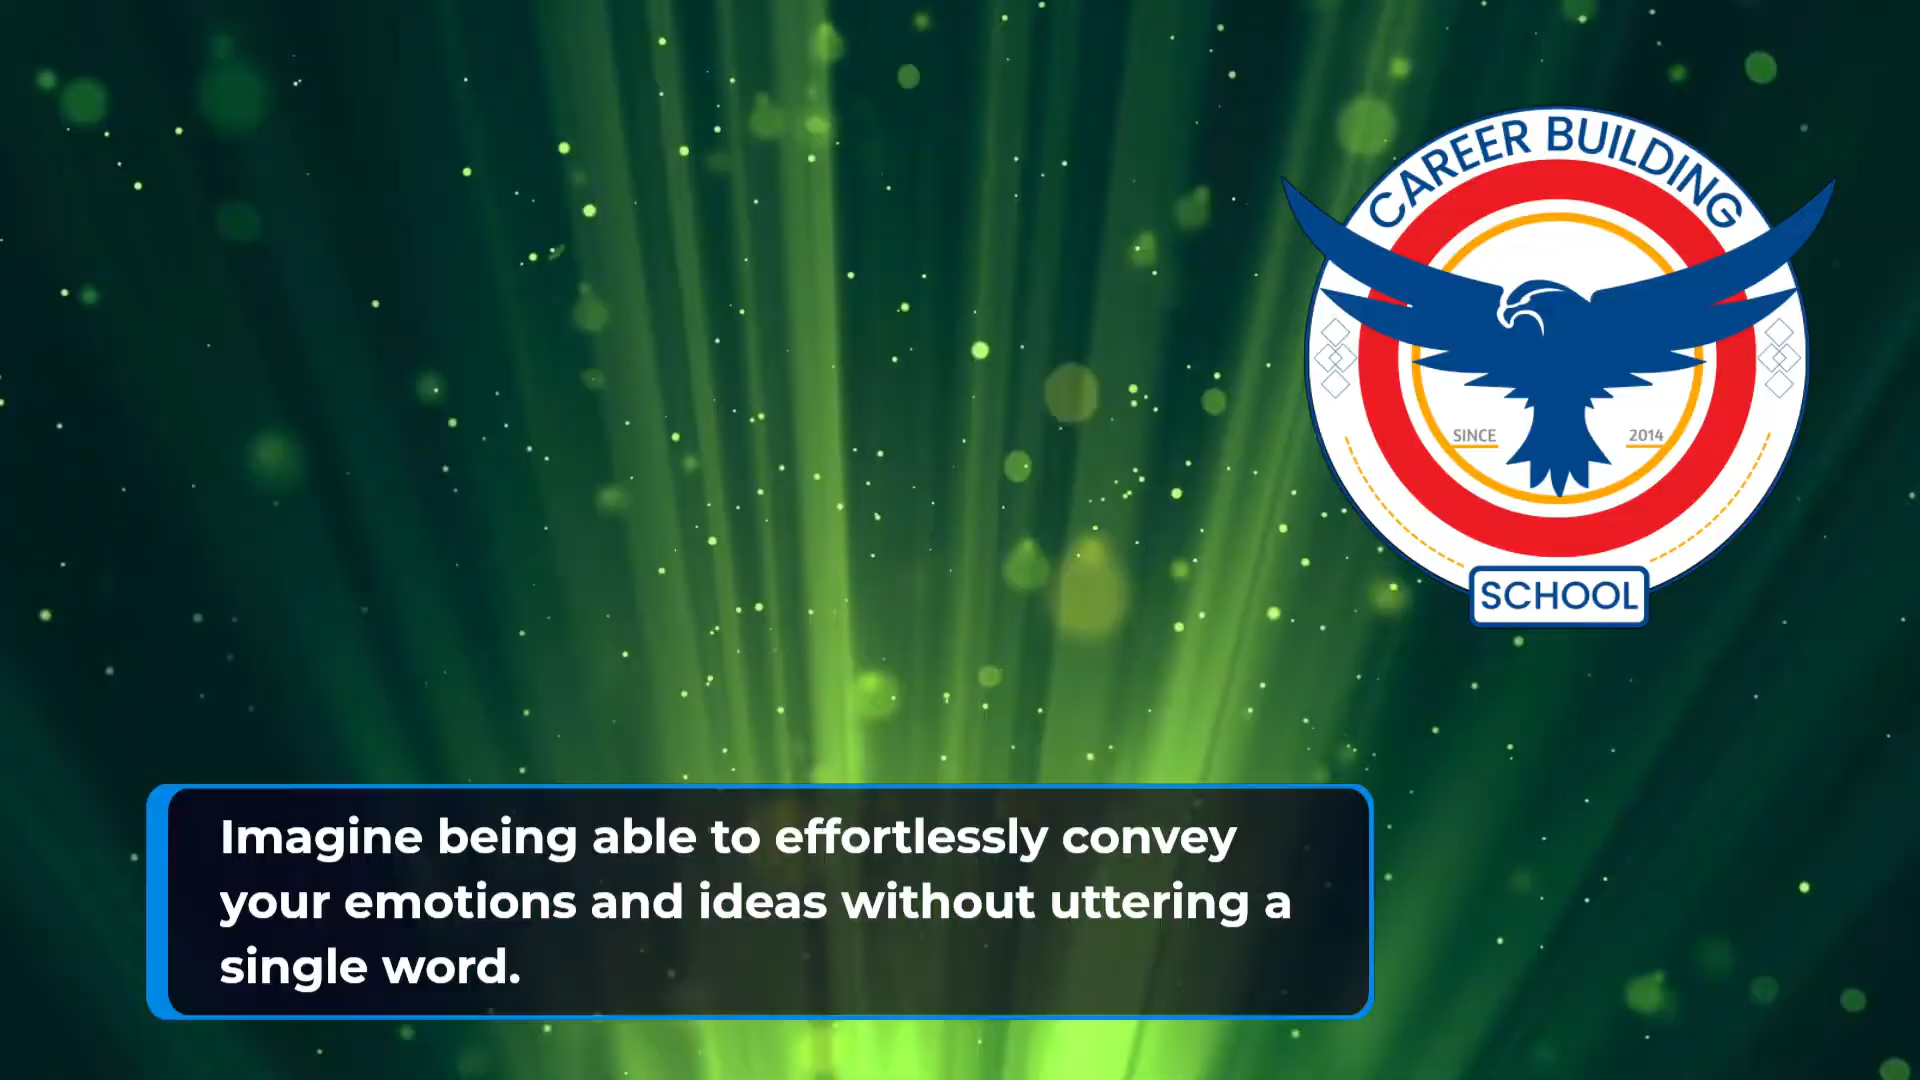 CAREER BUILDING
SINCE 2014
SCHOOL
Imagine being able to effortlessly convey
your emotions and ideas without uttering a
single word.